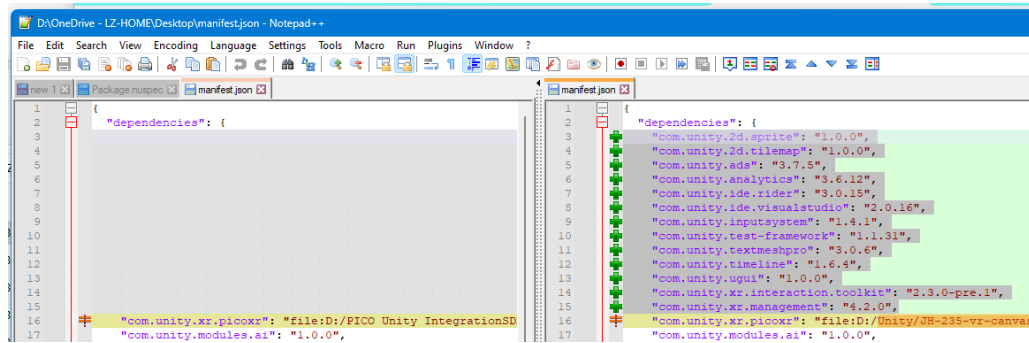 D:\OneDrive - LZ-HOME\Desktop\manifest.json - Notepad++
File Edit Search View Encoding Language Settings Tools Macro Run Plugins Window ?
new 1 Package.nuspec manifest.json
1 {
2 "dependencies": {
3
4
5
6
7
8
9
10
11
12
13
14
15
16 "com.unity.xr.picoxr": "file:D:/PICO Unity IntegrationSD
17 "com.unity.modules.ai": "1.0.0",
manifest.json
1 {
2 "dependencies": {
3 "com.unity.2d.sprite": "1.0.0",
4 "com.unity.2d.tilemap": "1.0.0",
5 "com.unity.ads": "3.7.5",
6 "com.unity.analytics": "3.6.12",
7 "com.unity.ide.rider": "3.0.15",
8 "com.unity.ide.visualstudio": "2.0.16",
9 "com.unity.inputsystem": "1.4.1",
10 "com.unity.test-framework": "1.1.31",
11 "com.unity.textmeshpro": "3.0.6",
12 "com.unity.timeline": "1.6.4",
13 "com.unity.ugui": "1.0.0",
14 "com.unity.xr.interaction.toolkit": "2.3.0-pre.1",
15 "com.unity.xr.management": "4.2.0",
16 "com.unity.xr.picoxr": "file:D:/Unity/JH-235-vr-canvas
17 "com.unity.modules.ai": "1.0.0",